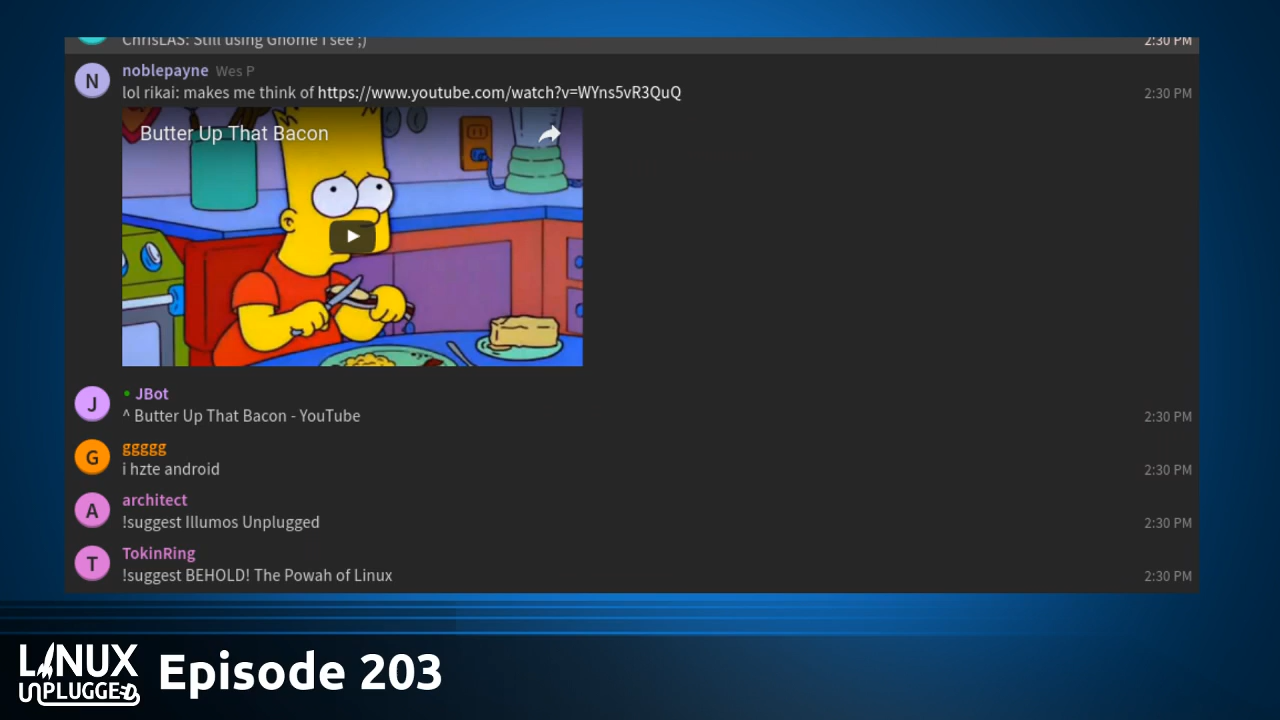 ChrisLAS: Still using Gnome I see ;)
2:30 PM
N
noblepayne Wes P
lol rikai: makes me think of https://www.youtube.com/watch?v=WYns5vR3QuQ
2:30 PM
Butter Up That Bacon
J
JBot
^ Butter Up That Bacon - YouTube
2:30 PM
G
ggggg
i hzte android
2:30 PM
A
architect
!suggest Illumos Unplugged
2:30 PM
T
TokinRing
!suggest BEHOLD! The Powah of Linux
2:30 PM
LINUX
UNPLUGGED
Episode 203